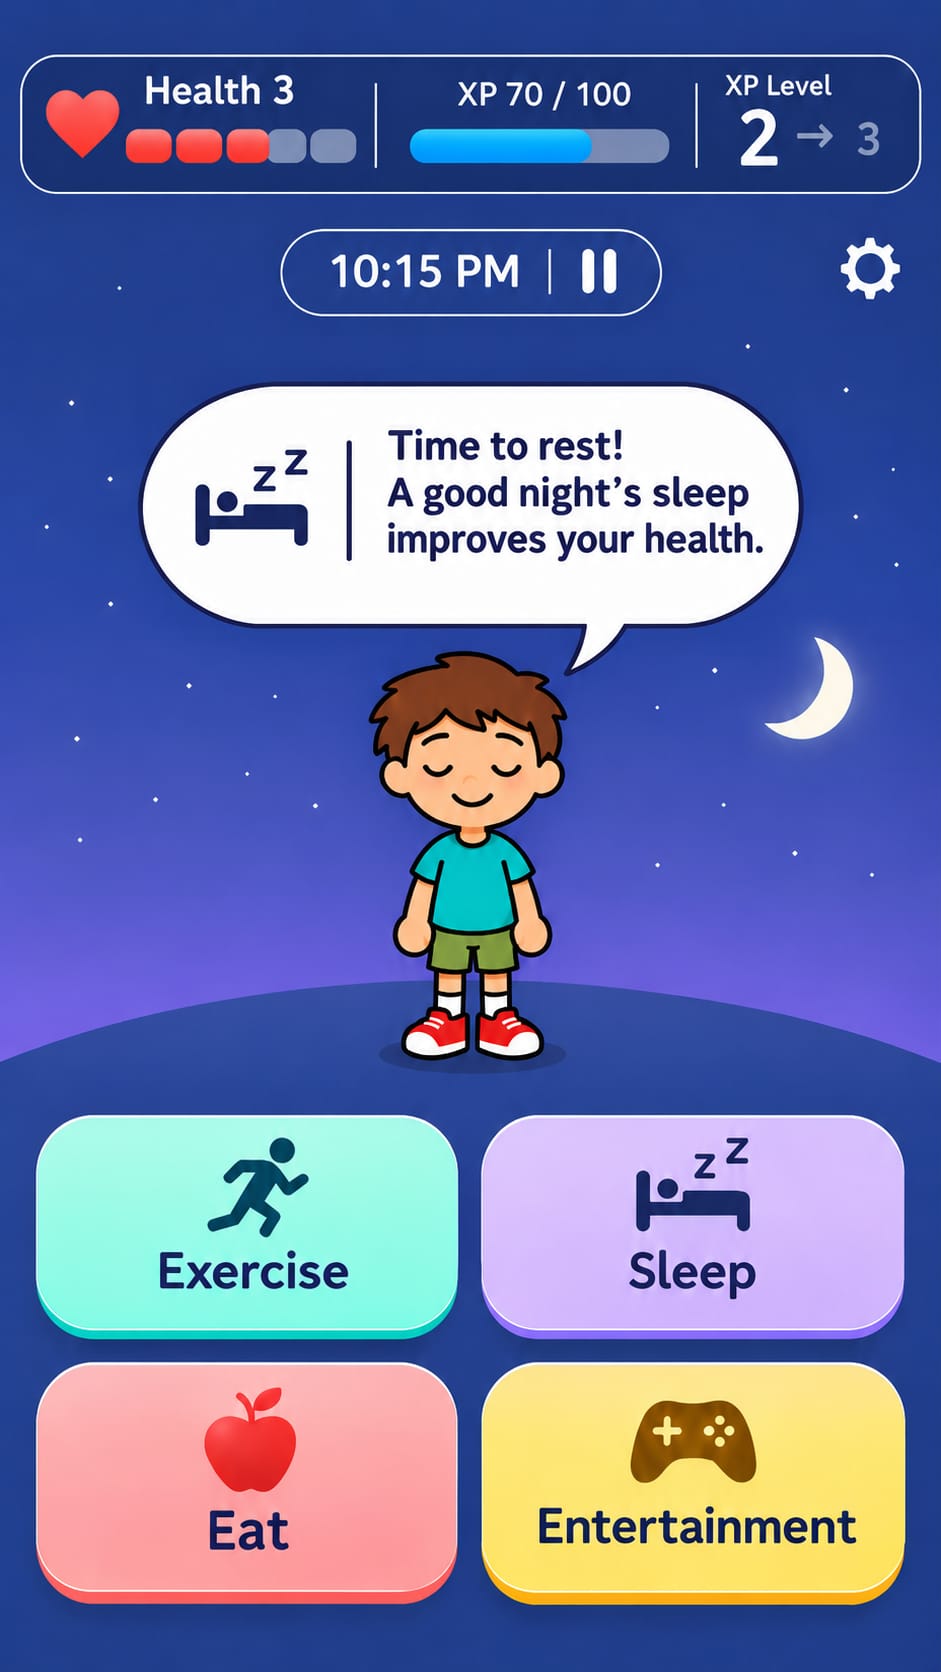 Health 3
XP 70 / 100
XP Level
2 → 3
10:15 PM
z z
Time to rest!
A good night's sleep
improves your health.
z z
Exercise
Sleep
Eat
Entertainment